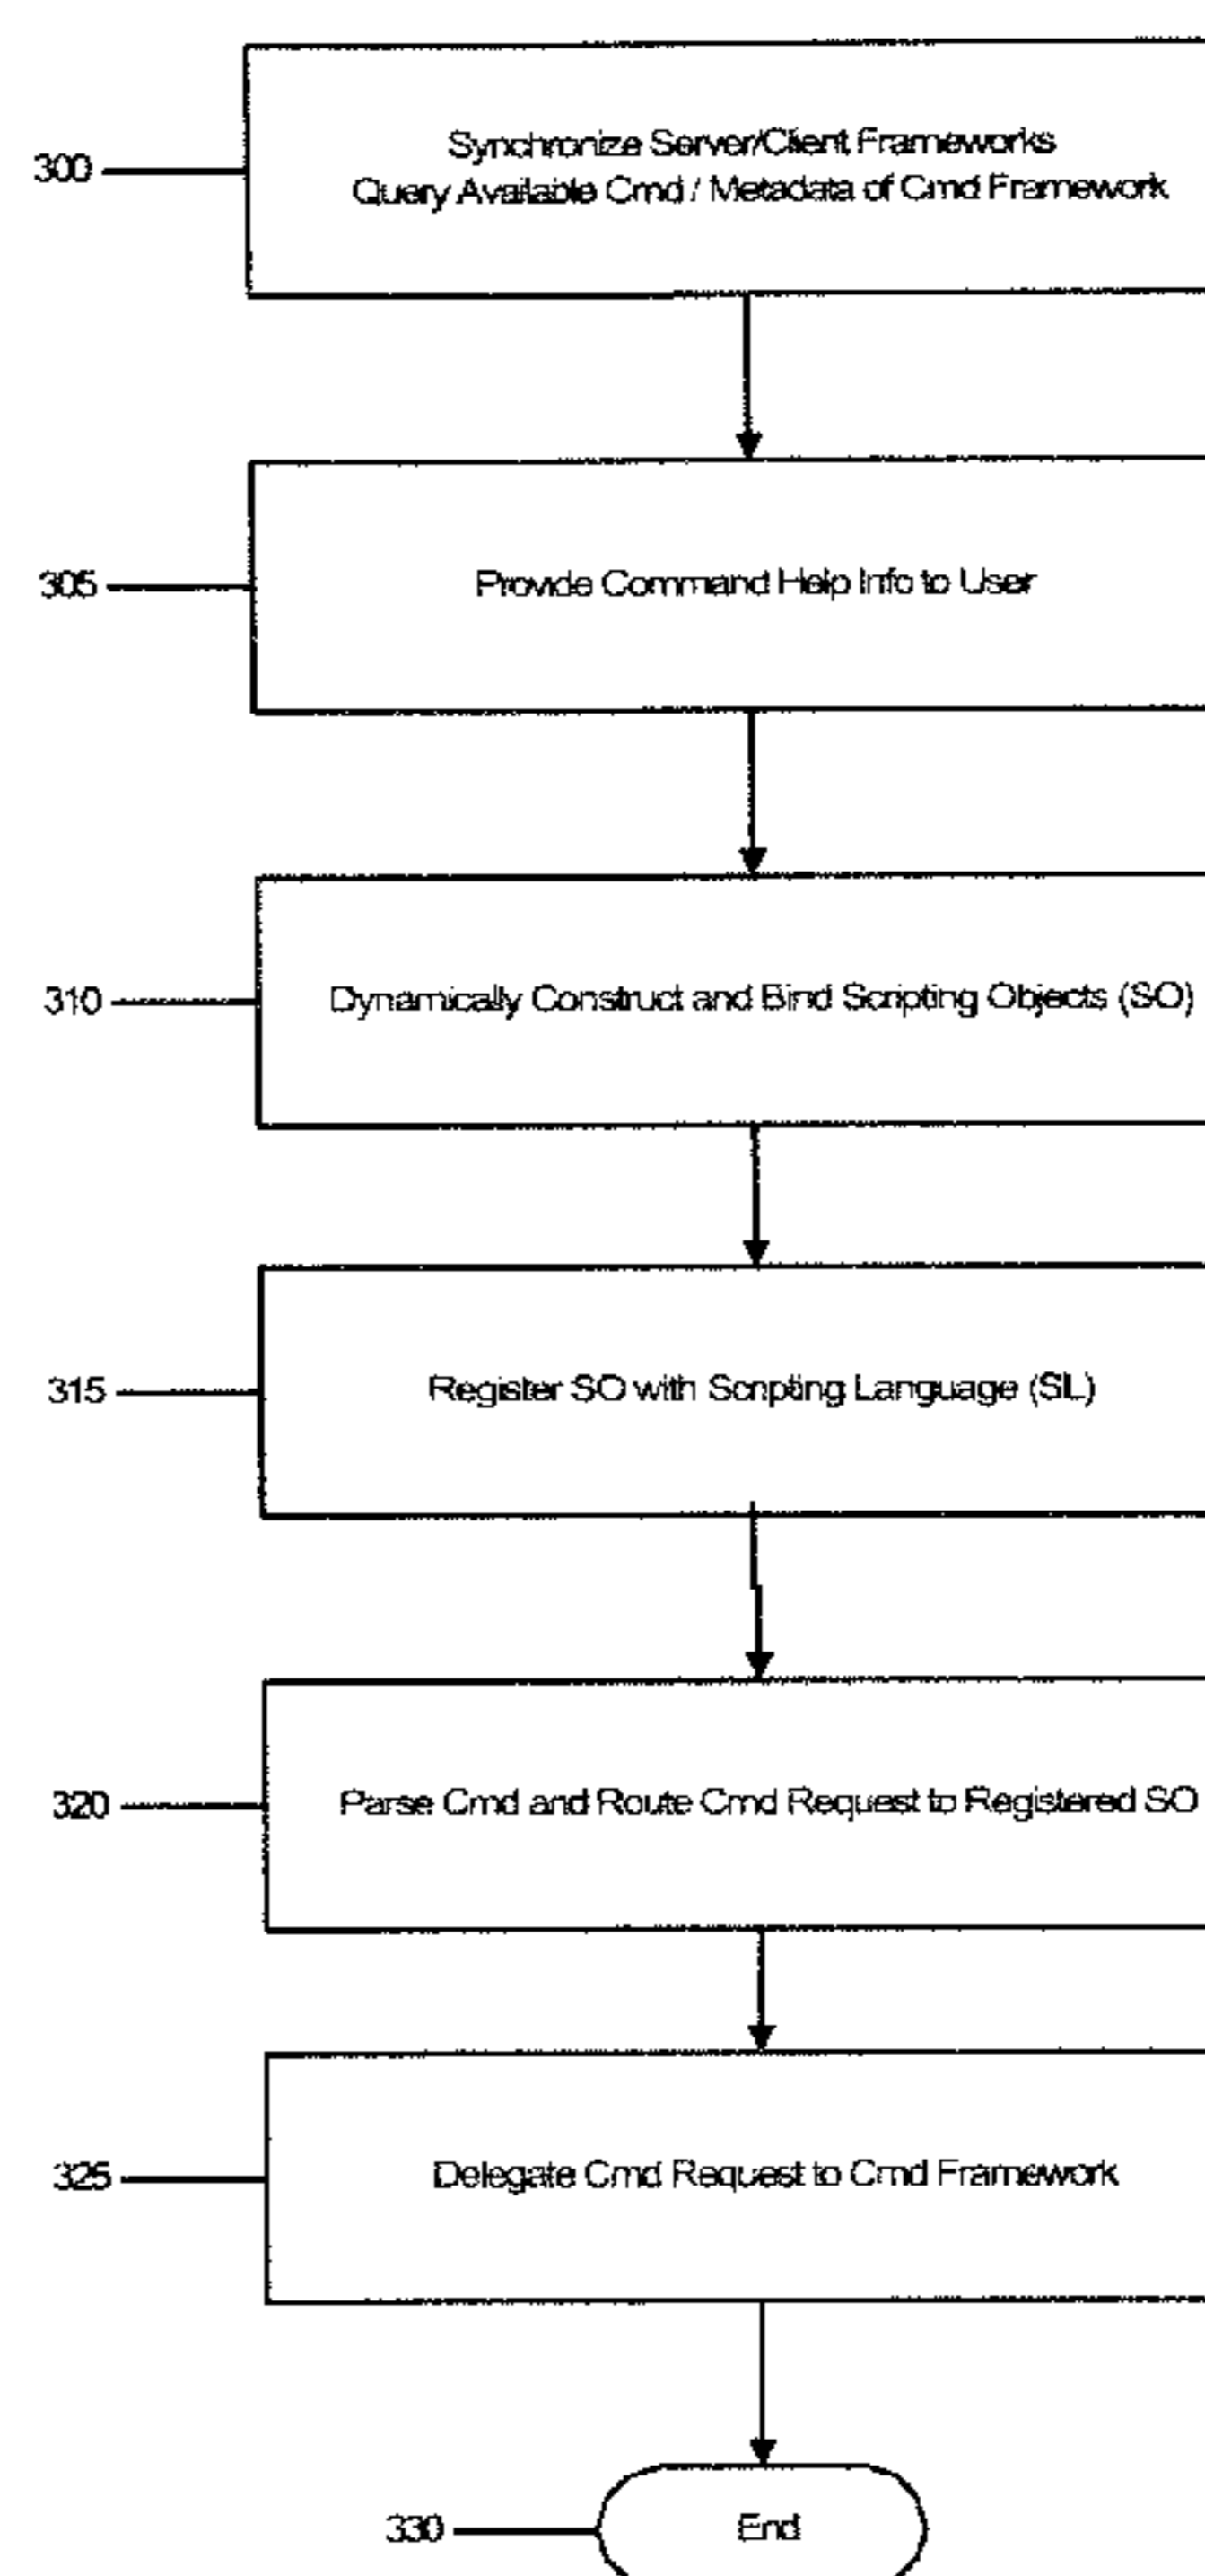 300
Synchronize Server/Client Frameworks
Query Available Cmd / Metadata of Cmd Framework
305
Provide Command Help Info to User
310
Dynamically Construct and Bind Scripting Objects (SO)
315
Register SO with Scripting Language (SIL)
320
Parse Cmd and Route Cmd Request to Registered SO
325
Delegate Cmd Request to Cmd Framework
330
End